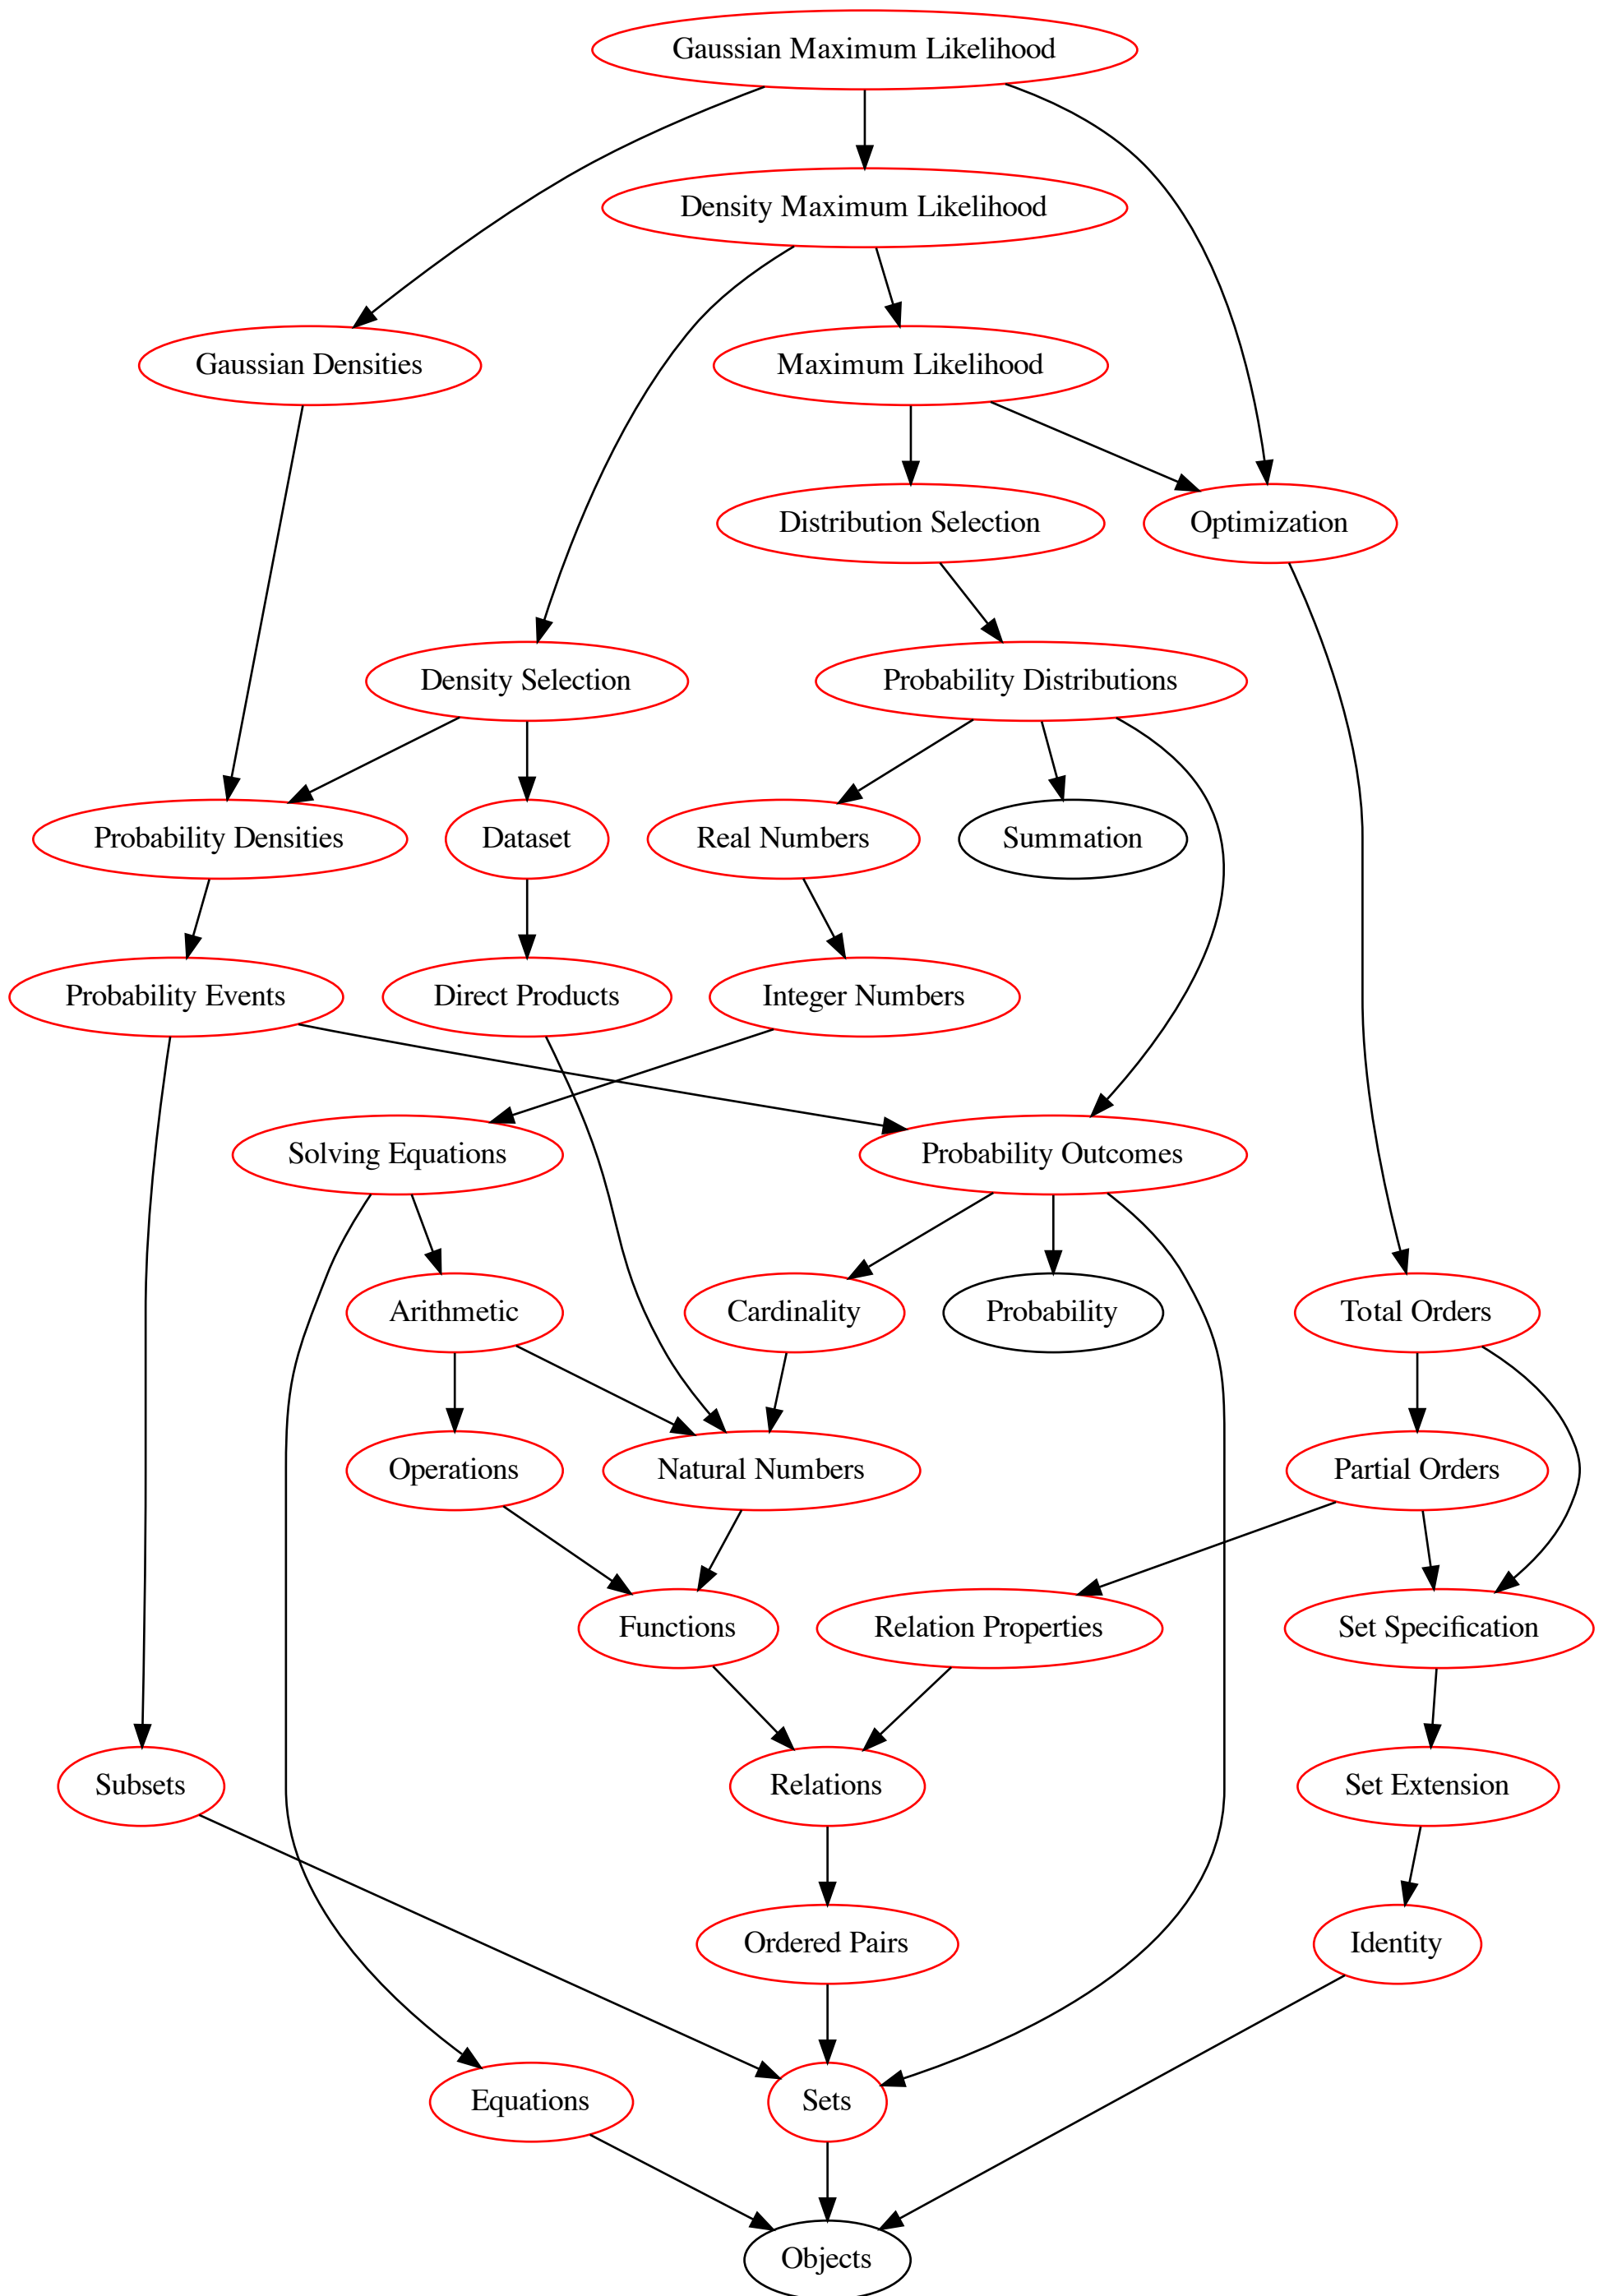 Gaussian Maximum Likelihood
Density Maximum Likelihood
Gaussian Densities
Maximum Likelihood
Distribution Selection
Optimization
Density Selection
Probability Distributions
Probability Densities
Dataset
Real Numbers
Summation
Probability Events
Direct Products
Integer Numbers
Solving Equations
Probability Outcomes
Arithmetic
Cardinality
Probability
Total Orders
Operations
Natural Numbers
Partial Orders
Functions
Relation Properties
Set Specification
Subsets
Relations
Set Extension
Ordered Pairs
Identity
Equations
Sets
Objects